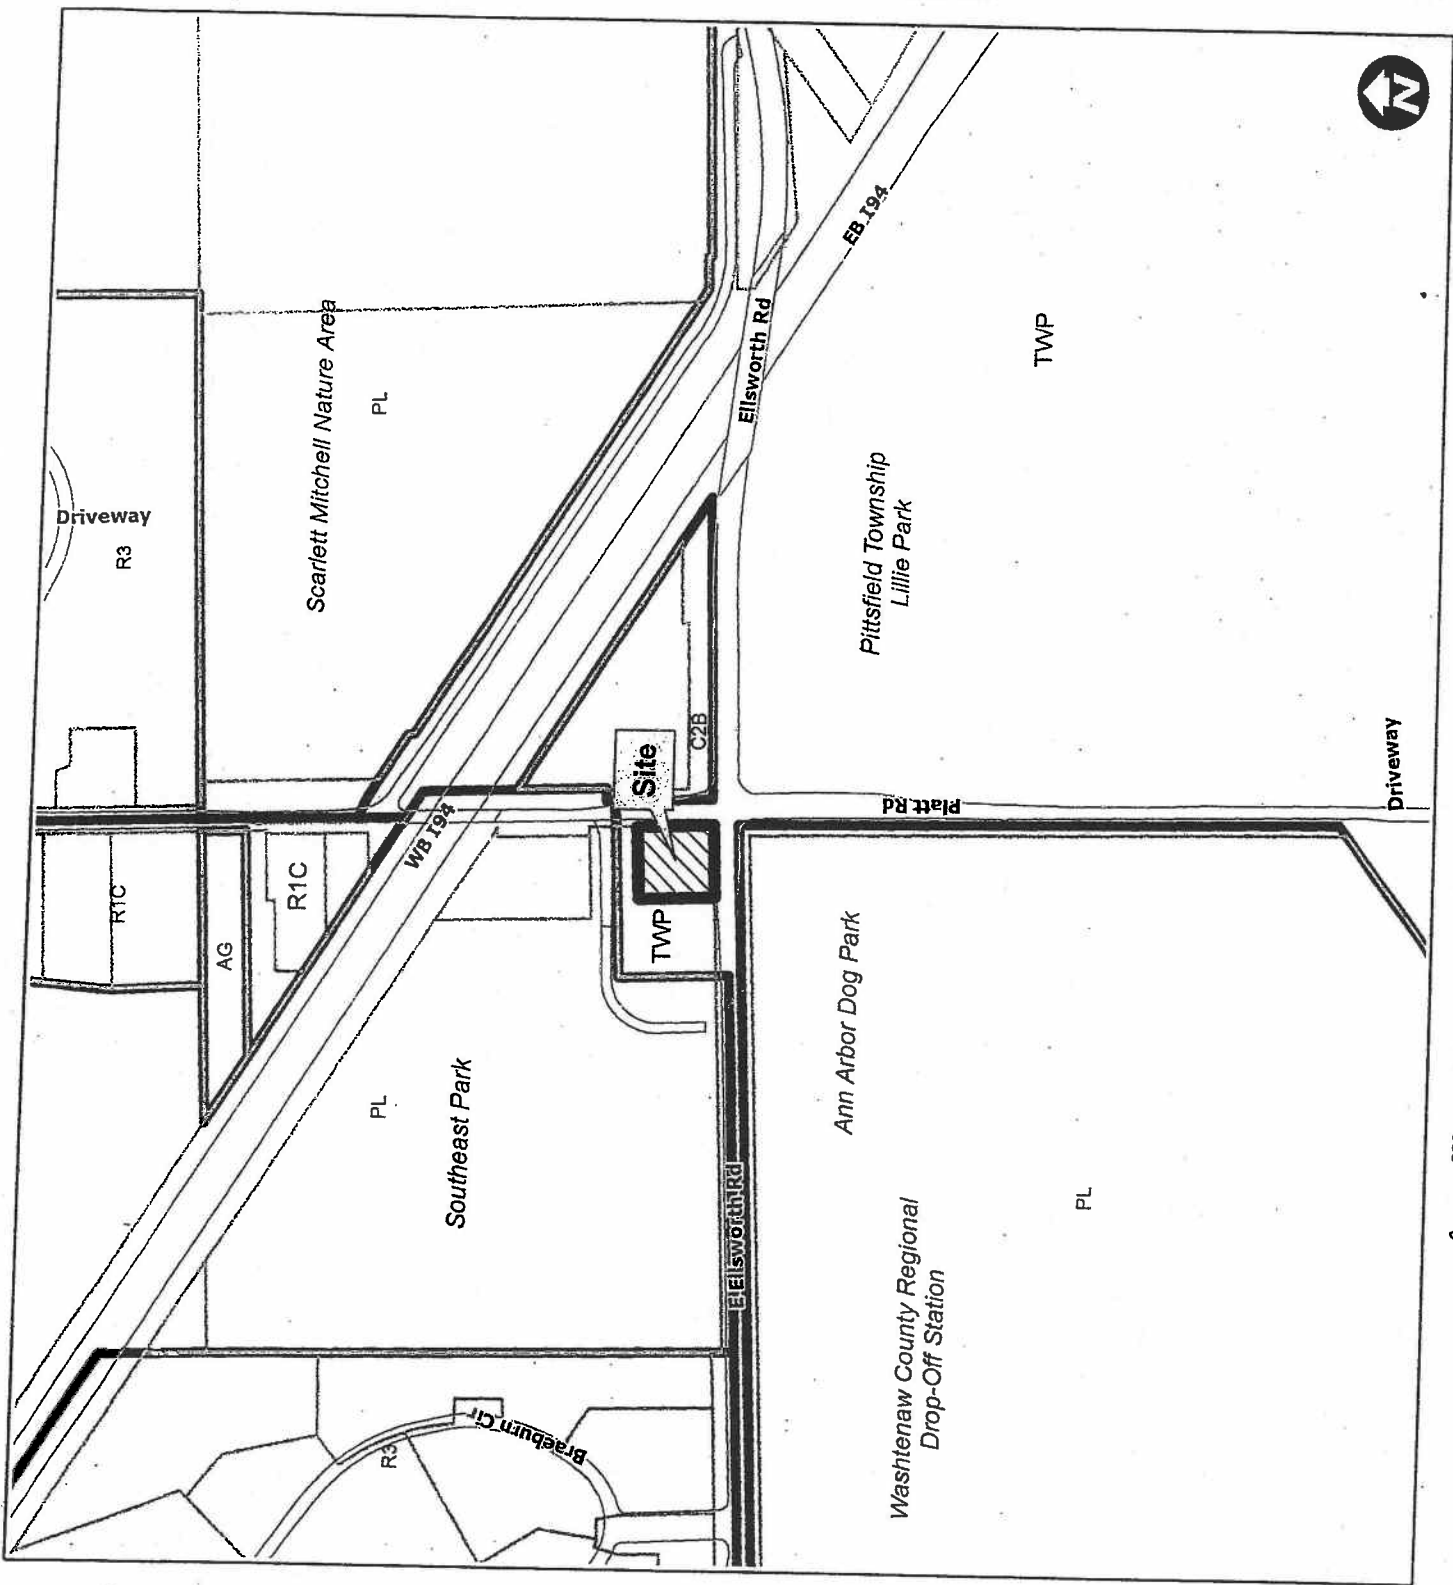 N
Driveway
R3
Scarlett Mitchell Nature Area
PL
EB I94
Ellsworth Rd
TWP
Pittsfield Township
Lillie Park
C2B
Site
Platt Rd
Driveway
WB I94
R1C
AG
R1C
TWP
Ann Arbor Dog Park
PL
Southeast Park
E Ellsworth Rd
PL
Washtenaw County Regional
Drop-Off Station
R3
Braeburn Cir